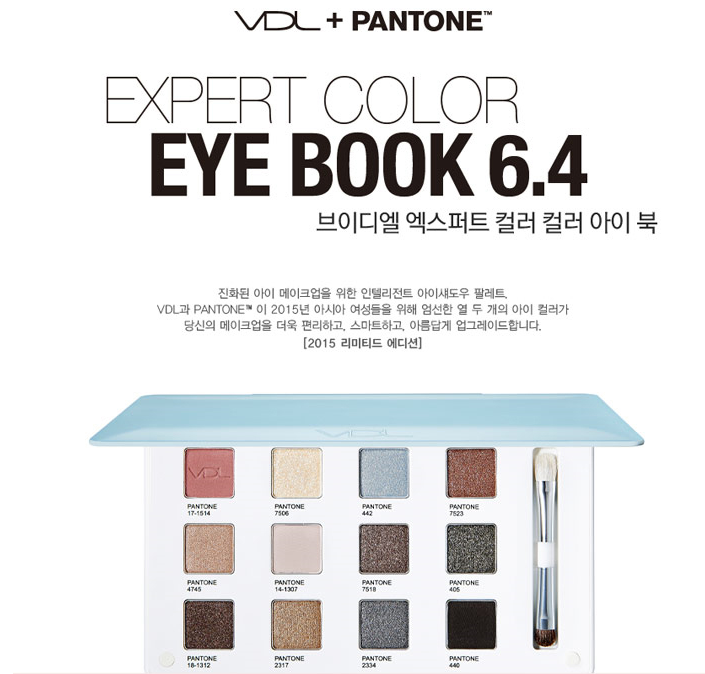 VDL + PANTONE™
EXPERT COLOR
EYE BOOK 6.4
브이디엘 엑스퍼트 컬러 컬러 아이 북
진화된 아이 메이크업을 위한 인텔리전트 아이섀도우 팔레트.
VDL과 PANTONE™ 이 2015년 아시아 여성들을 위해 엄선한 열 두 개의 아이 컬러가
당신의 메이크업을 더욱 편리하고, 스마트하고, 아름답게 업그레이드합니다.
[2015 리미티드 에디션]
VDL
VDL
PANTONE
17-1514
PANTONE
7506
PANTONE
442
PANTONE
7523
PANTONE
4745
PANTONE
14-1307
PANTONE
7518
PANTONE
405
PANTONE
18-1312
PANTONE
2317
PANTONE
2334
PANTONE
440